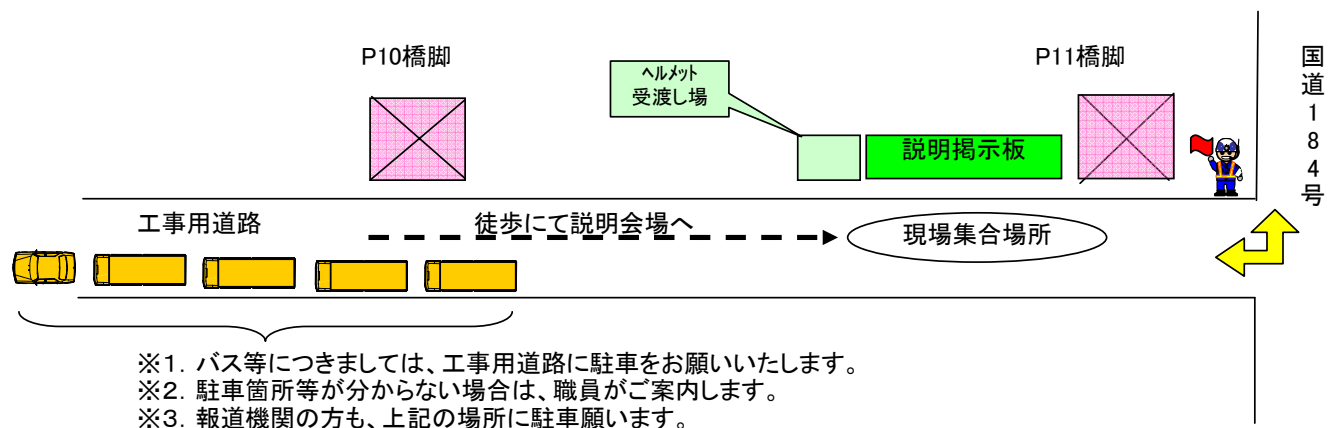 P10橋脚
P11橋脚
国道184号
ヘルメット
受渡し場
説明掲示板
工事用道路
徒歩にて説明会場へ
現場集合場所
※1. バス等につきましては、工事用道路に駐車をお願いいたします。
※2. 駐車箇所等が分からない場合は、職員がご案内します。
※3. 報道機関の方も、上記の場所に駐車願います。